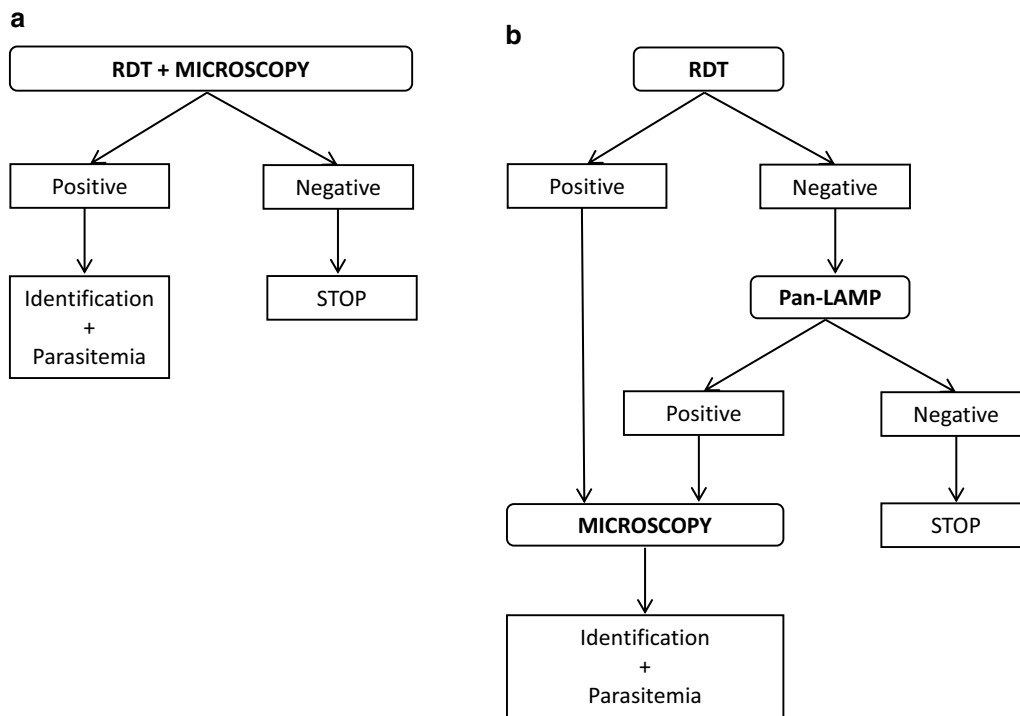 a
RDT + MICROSCOPY
Positive
Negative
Identification
+
Parasitemia
STOP
b
RDT
Positive
Negative
Pan-LAMP
Positive
Negative
MICROSCOPY
STOP
Identification
+
Parasitemia